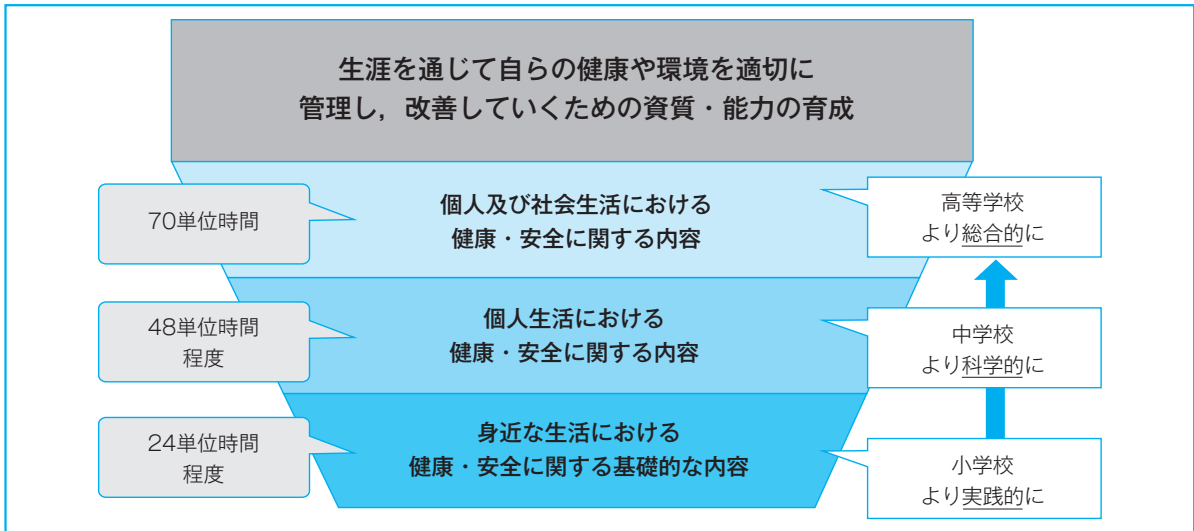 生涯を通じて自らの健康や環境を適切に
管理し，改善していくための資質・能力の育成
70単位時間
個人及び社会生活における
健康・安全に関する内容
高等学校
より総合的に
48単位時間
程度
個人生活における
健康・安全に関する内容
中学校
より科学的に
24単位時間
程度
身近な生活における
健康・安全に関する基礎的な内容
小学校
より実践的に